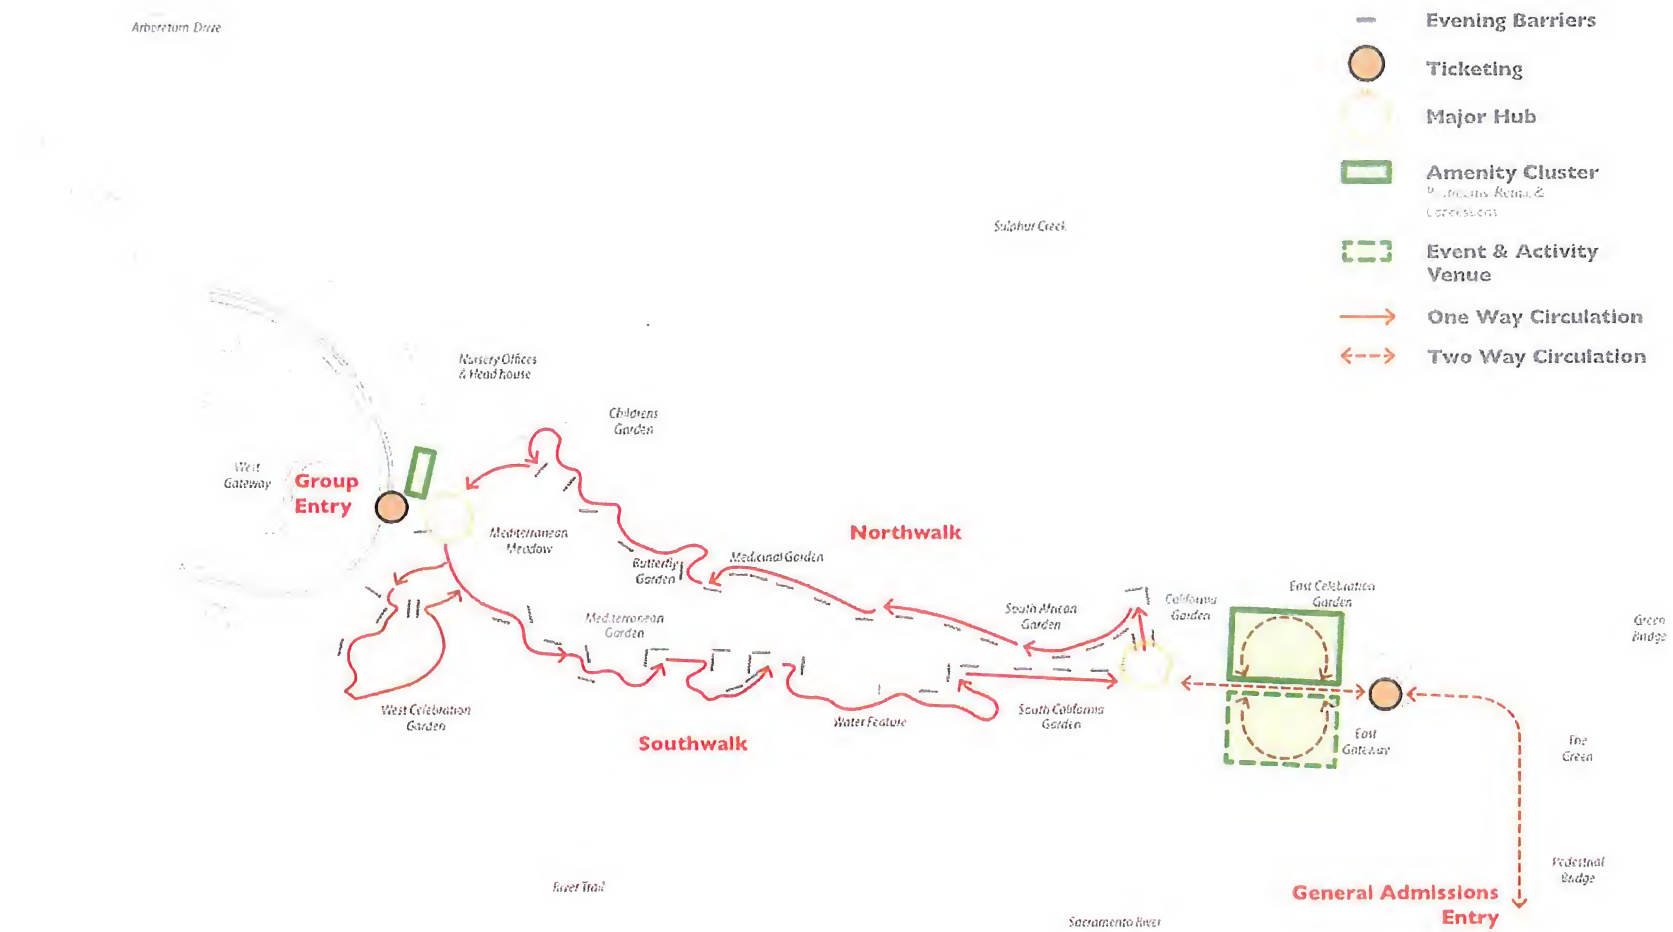 Arboretum Drive
Evening Barriers
Ticketing
Major Hub
Amenity Cluster
Event & Activity
Venue
One Way Circulation
Two Way Circulation
Sulphur Creek
Nursery Offices
& Head house
Childrens
Garden
West
Gateway
Group
Entry
Mediterranean
Meadow
Northwalk
Butterfly
Garden
Medicinal Garden
Mediterranean
Garden
South African
Garden
California
Garden
East Celebration
Garden
Green
Bridge
West Celebration
Garden
Southwalk
Water Feature
South California
Garden
East
Gateway
The
Green
River Trail
Pedestrial
Bridge
General Admissions
Entry
Sacramento River